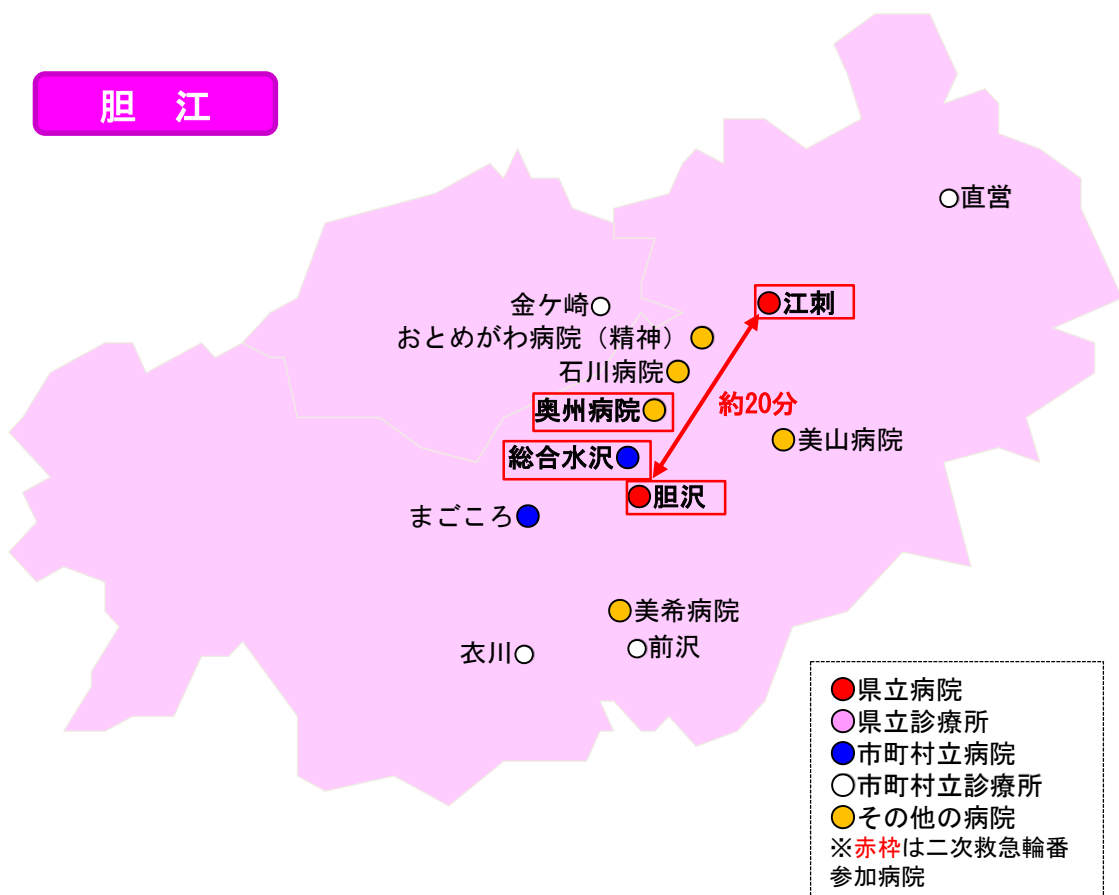 胆　江
直営
江刺
金ケ崎
おとめがわ病院（精神）
石川病院
奥州病院
約20分
美山病院
総合水沢
胆沢
まごころ
美希病院
前沢
衣川
県立病院
県立診療所
市町村立病院
市町村立診療所
その他の病院
※赤枠は二次救急輪番
参加病院